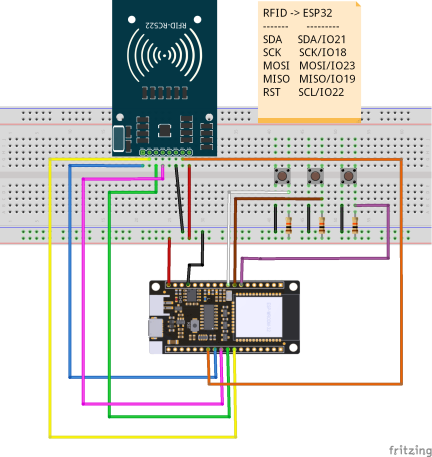 RFID-RC522
RFID -> ESP32
------- ---------
SDA SDA/IO21
SCK SCK/IO18
MOSI MOSI/IO23
MISO MISO/IO19
RST SCL/IO22
fritzing